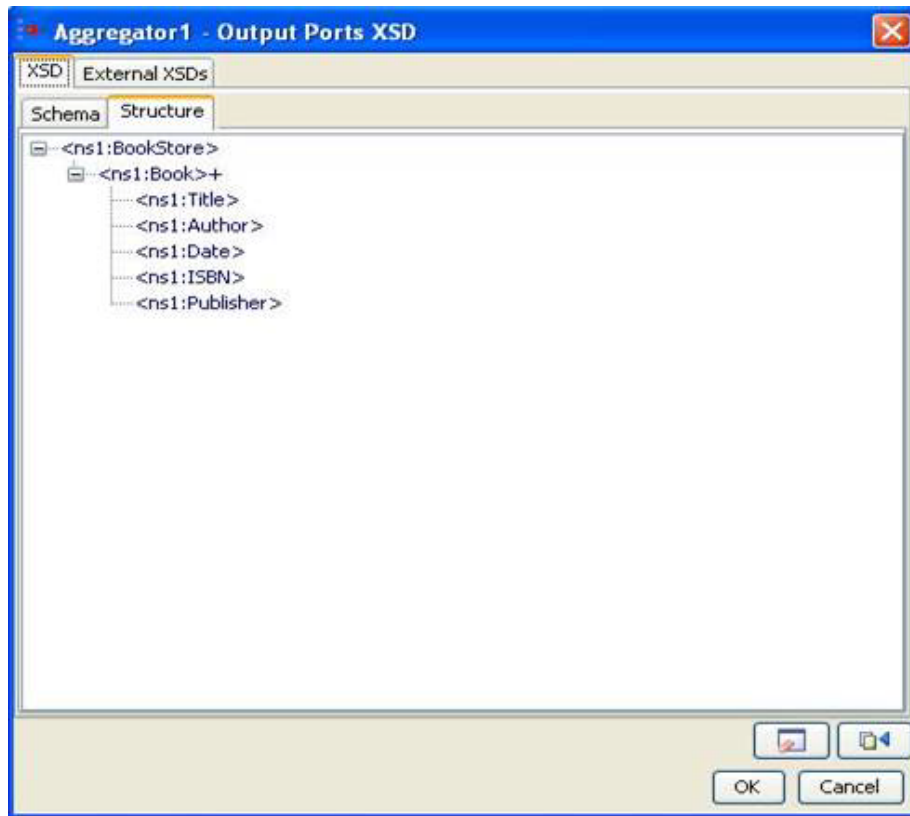 Aggregator1 - Output Ports XSD
XSD External XSDs
Schema Structure
<ns1:BookStore>
<ns1:Book>+
<ns1:Title>
<ns1:Author>
<ns1:Date>
<ns1:ISBN>
<ns1:Publisher>
OK Cancel